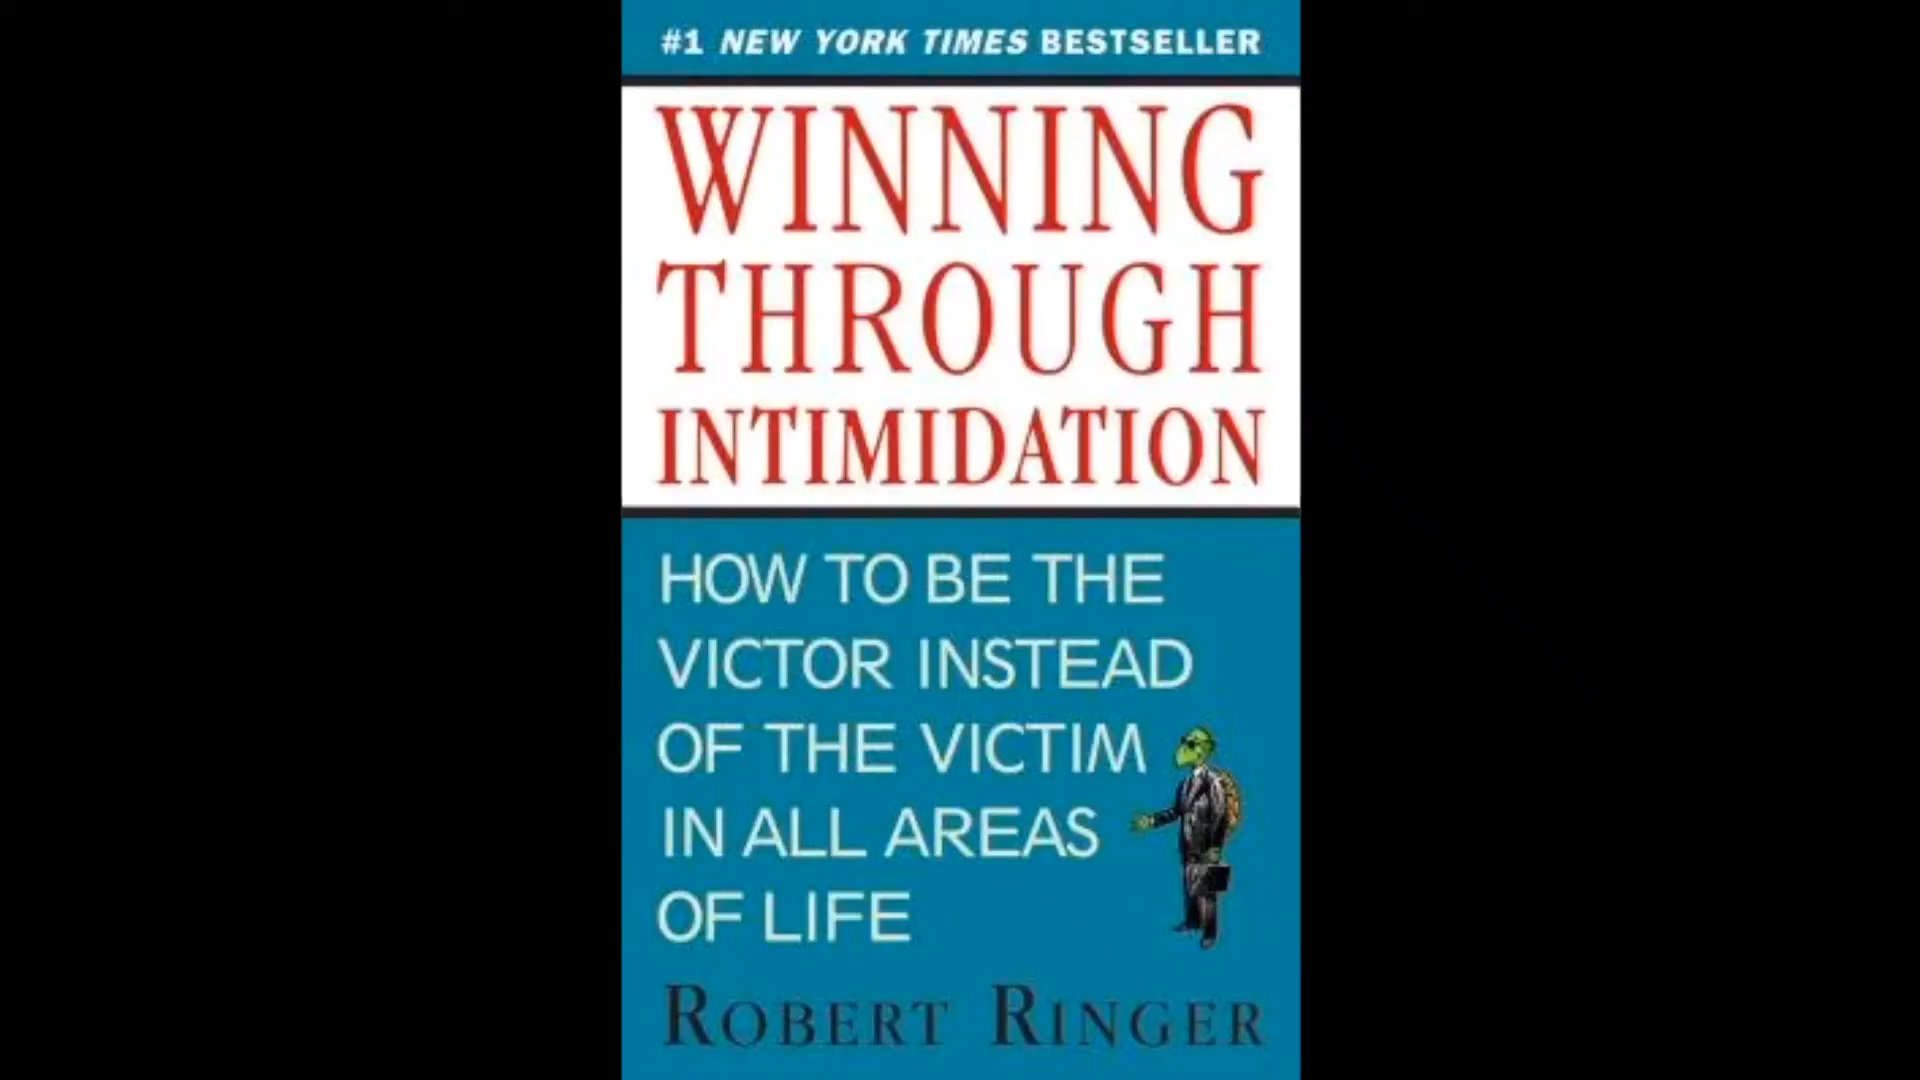 #1 NEW YORK TIMES BESTSELLER
WINNING
THROUGH
INTIMIDATION
HOW TO BE THE
VICTOR INSTEAD
OF THE VICTIM
IN ALL AREAS
OF LIFE
ROBERT RINGER